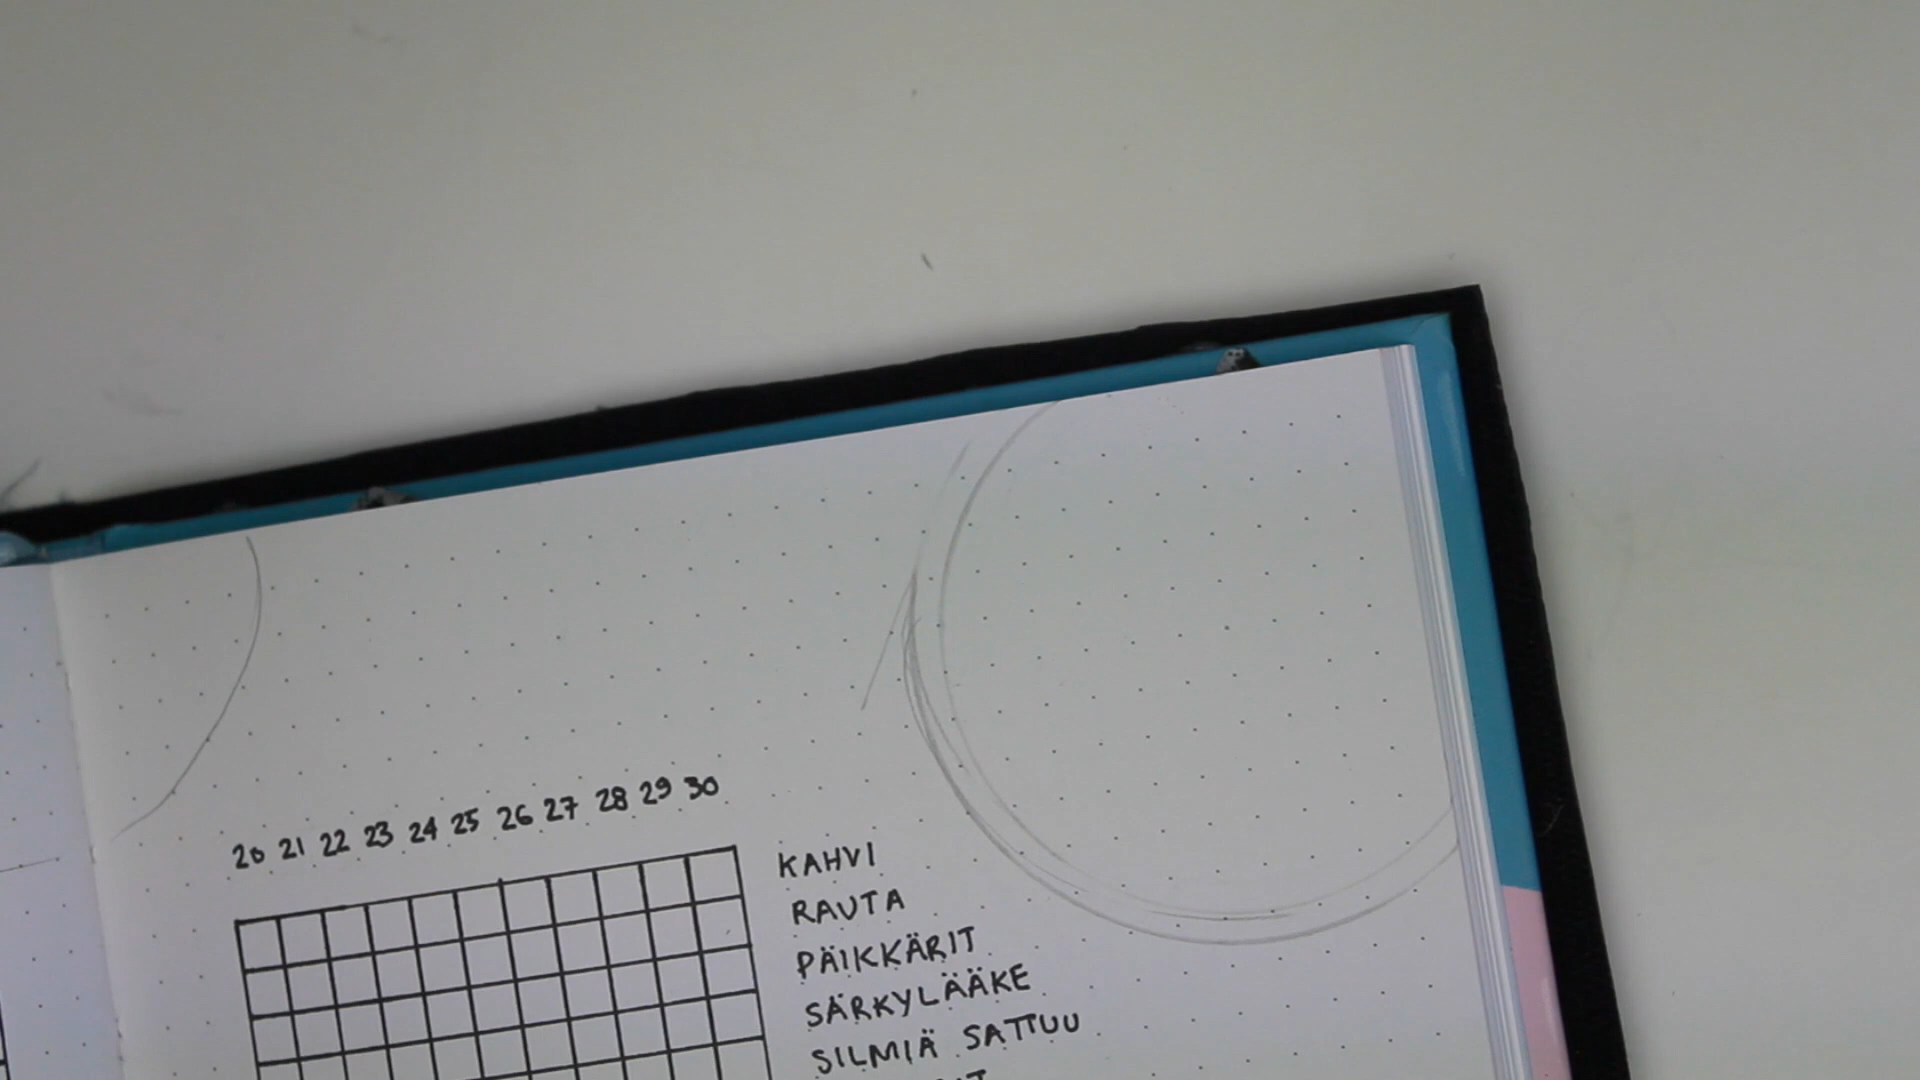 20 21 22 23 24 25 26 27 28 29 30
KAHVI
RAUTA
PÄIKKÄRIT
SÄRKYLÄÄKE
SILMIÄ SATTUU